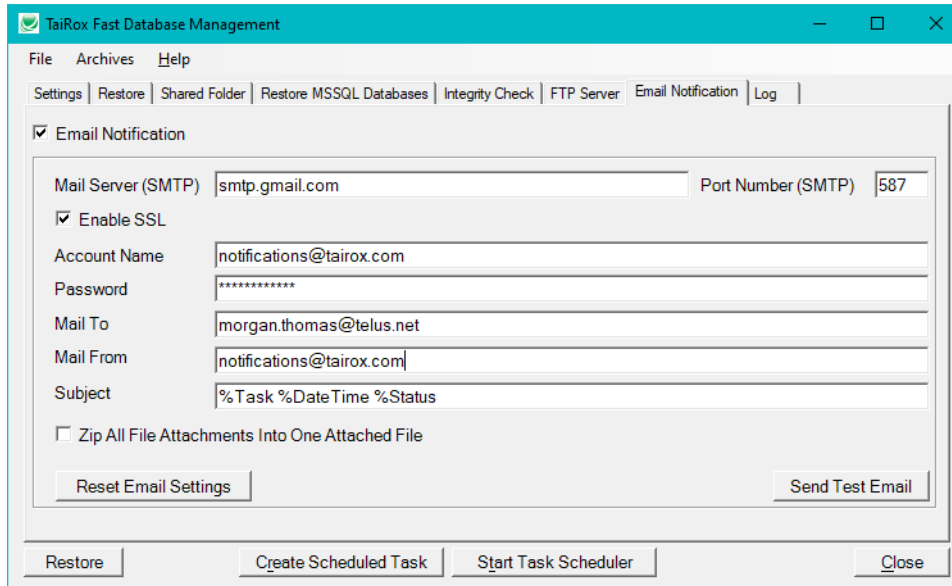 TaiRox Fast Database Management
File Archives Help
Settings Restore Shared Folder Restore MSSQL Databases Integrity Check FTP Server Email Notification Log
Email Notification
Mail Server (SMTP) smtp.gmail.com Port Number (SMTP) 587
Enable SSL
Account Name notifications@tairox.com
Password ************
Mail To morgan.thomas@telus.net
Mail From notifications@tairox.com
Subject %Task %DateTime %Status
Zip All File Attachments Into One Attached File
Reset Email Settings Send Test Email
Restore Create Scheduled Task Start Task Scheduler Close